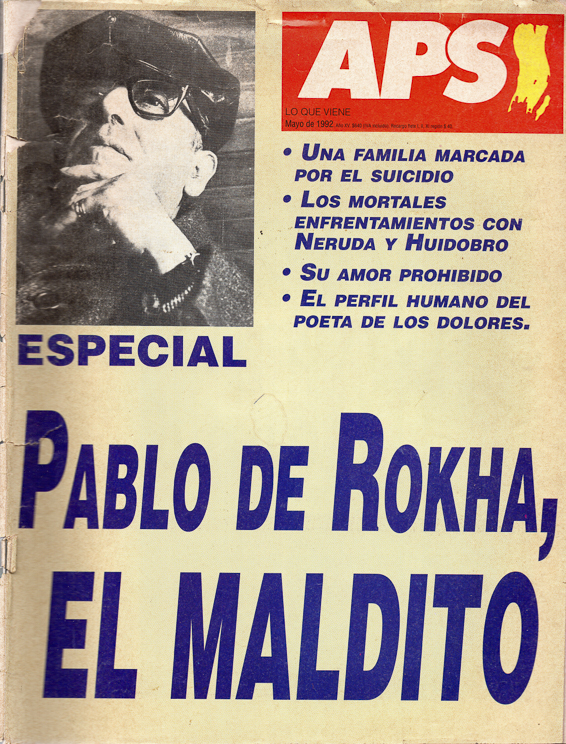 APSI
LO QUE VIENE
Mayo de 1992
• UNA FAMILIA MARCADA
POR EL SUICIDIO
• LOS MORTALES
ENFRENTAMIENTOS CON
NERUDA Y HUIDOBRO
• SU AMOR PROHIBIDO
• EL PERFIL HUMANO DEL
POETA DE LOS DOLORES.
ESPECIAL
PABLO DE ROKHA,
EL MALDITO